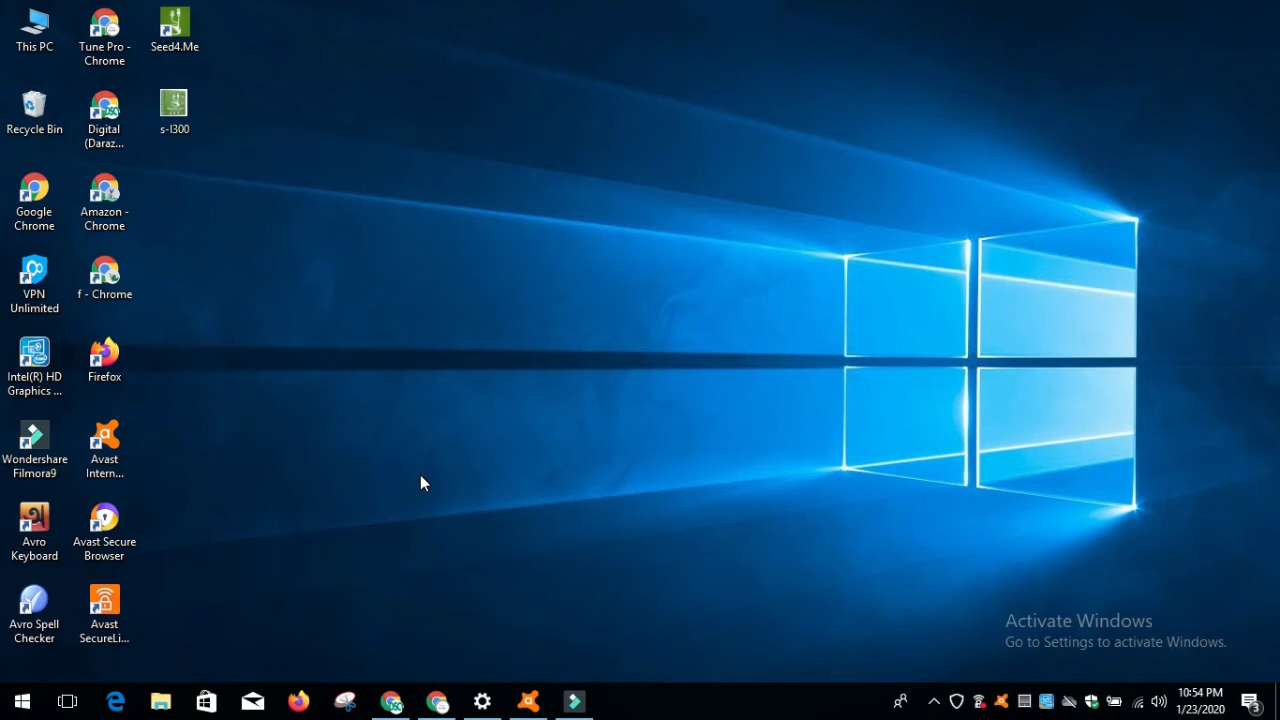 This PC
Tune Pro -
Chrome
Seed4.Me
Recycle Bin
Digital
(Daraz...
s-l300
Google
Chrome
Amazon -
Chrome
VPN
Unlimited
f - Chrome
Intel(R) HD
Graphics ...
Firefox
Wondershare
Filmora9
Avast
Intern...
Avro
Keyboard
Avast Secure
Browser
Avro Spell
Checker
Avast
SecureLi...
Activate Windows
Go to Settings to activate Windows.
10:54 PM
1/23/2020
3